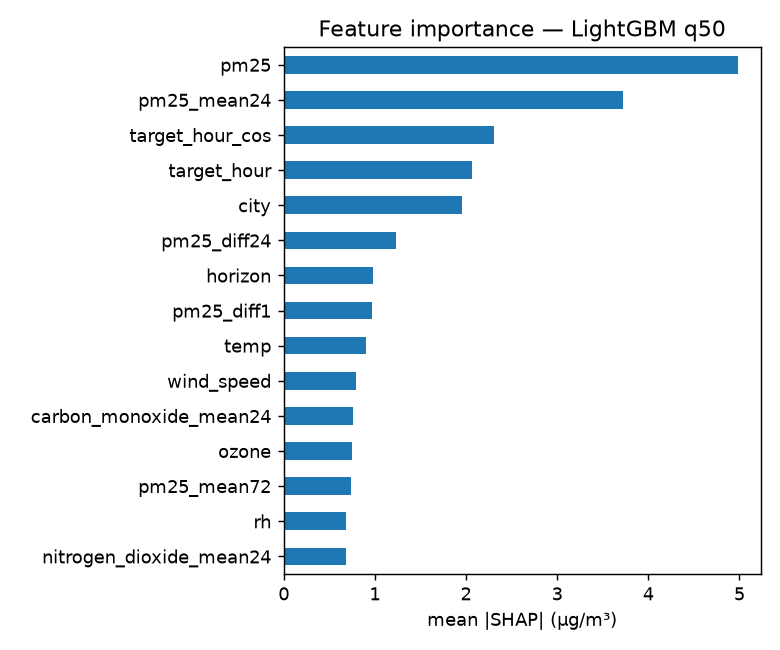 Feature importance — LightGBM q50
pm25
pm25_mean24
target_hour_cos
target_hour
city
pm25_diff24
horizon
pm25_diff1
temp
wind_speed
carbon_monoxide_mean24
ozone
pm25_mean72
rh
nitrogen_dioxide_mean24
0 1 2 3 4 5
mean |SHAP| (µg/m³)